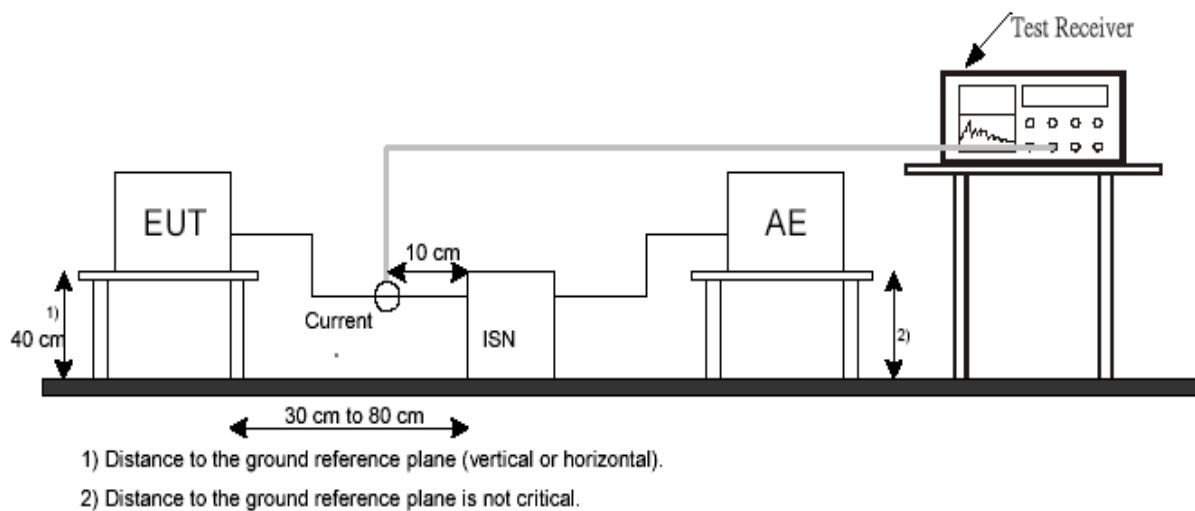 Test Receiver
EUT
AE
10 cm
1)
40 cm
Current
ISN
2)
30 cm to 80 cm
1) Distance to the ground reference plane (vertical or horizontal).
2) Distance to the ground reference plane is not critical.